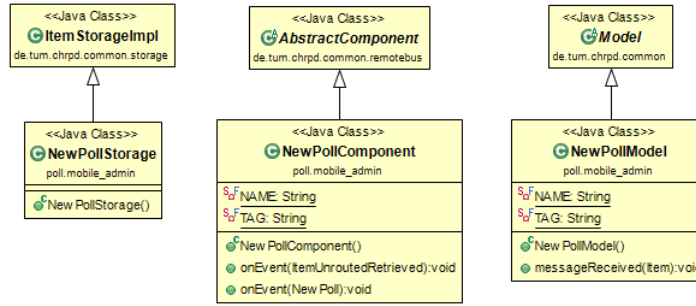 <<Java Class>>
ItemStorageImpl
de.tum.chrpd.common.storage
<<Java Class>>
AbstractComponent
de.tum.chrpd.common.remotebus
<<Java Class>>
Model
de.tum.chrpd.common
<<Java Class>>
NewPollStorage
poll.mobile_admin
NewPollStorage()
<<Java Class>>
NewPollComponent
poll.mobile_admin
NAME: String
TAG: String
NewPollComponent()
onEvent(ItemUnroutedRetrieved):void
onEvent(NewPoll):void
<<Java Class>>
NewPollModel
poll.mobile_admin
NAME: String
TAG: String
NewPollModel()
messageReceived(Item):void